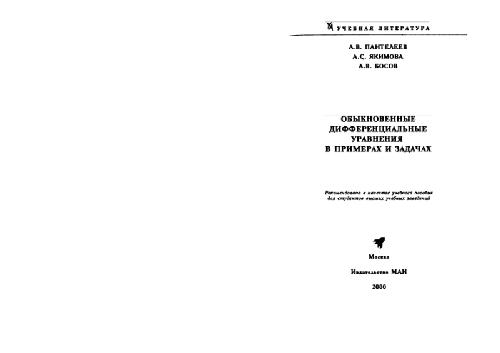 УЧЕБНАЯ ЛИТЕРАТУРА
А.В. ПАНТЕЛЕЕВ
А.С. ЯКИМОВА
А.В. БОСОВ
ОБЫКНОВЕННЫЕ
ДИФФЕРЕНЦИАЛЬНЫЕ
УРАВНЕНИЯ
В ПРИМЕРАХ И ЗАДАЧАХ
Рекомендовано в качестве учебного пособия
для студентов высших учебных заведений
Москва
Издательство МАИ
2000